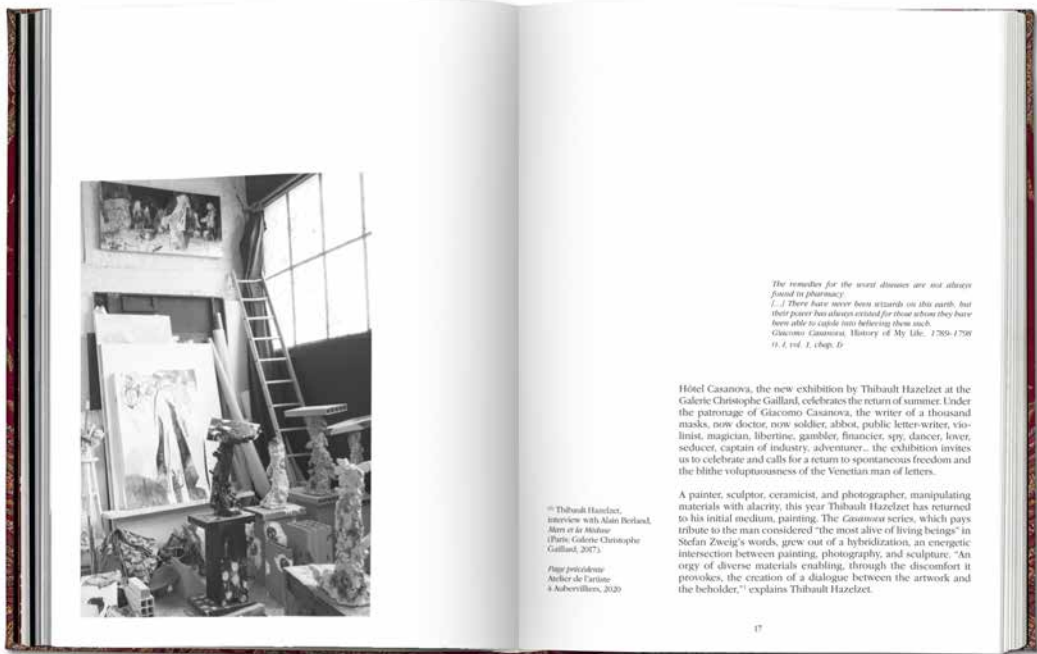 The remedies for the worst diseases are not always
found in pharmacy.
[...] There have never been wizards on this earth, but
their power has always existed for those whom they have
been able to cajole into believing them such.
Giacomo Casanova, History of My Life, 1789–1798
(t. I, vol. 1, chap. I)
Hôtel Casanova, the new exhibition by Thibault Hazelzet at the
Galerie Christophe Gaillard, celebrates the return of summer. Under
the patronage of Giacomo Casanova, the writer of a thousand
masks, now doctor, now soldier, abbot, public letter-writer, vio-
linist, magician, libertine, gambler, financier, spy, dancer, lover,
seducer, captain of industry, adventurer... the exhibition invites
us to celebrate and calls for a return to spontaneous freedom and
the blithe voluptuousness of the Venetian man of letters.
A painter, sculptor, ceramicist, and photographer, manipulating
materials with alacrity, this year Thibault Hazelzet has returned
to his initial medium, painting. The Casanova series, which pays
tribute to the man considered “the most alive of living beings” in
Stefan Zweig’s words, grew out of a hybridization, an energetic
intersection between painting, photography, and sculpture. “An
orgy of diverse materials enabling, through the discomfort it
provokes, the creation of a dialogue between the artwork and
the beholder,”¹ explains Thibault Hazelzet.
Thibault Hazelzet,
interview with Alain Berland,
Mars et la Méduse
(Paris: Galerie Christophe
Gaillard, 2017).
Page précédente
Atelier de l’artiste
à Aubervilliers, 2020
17